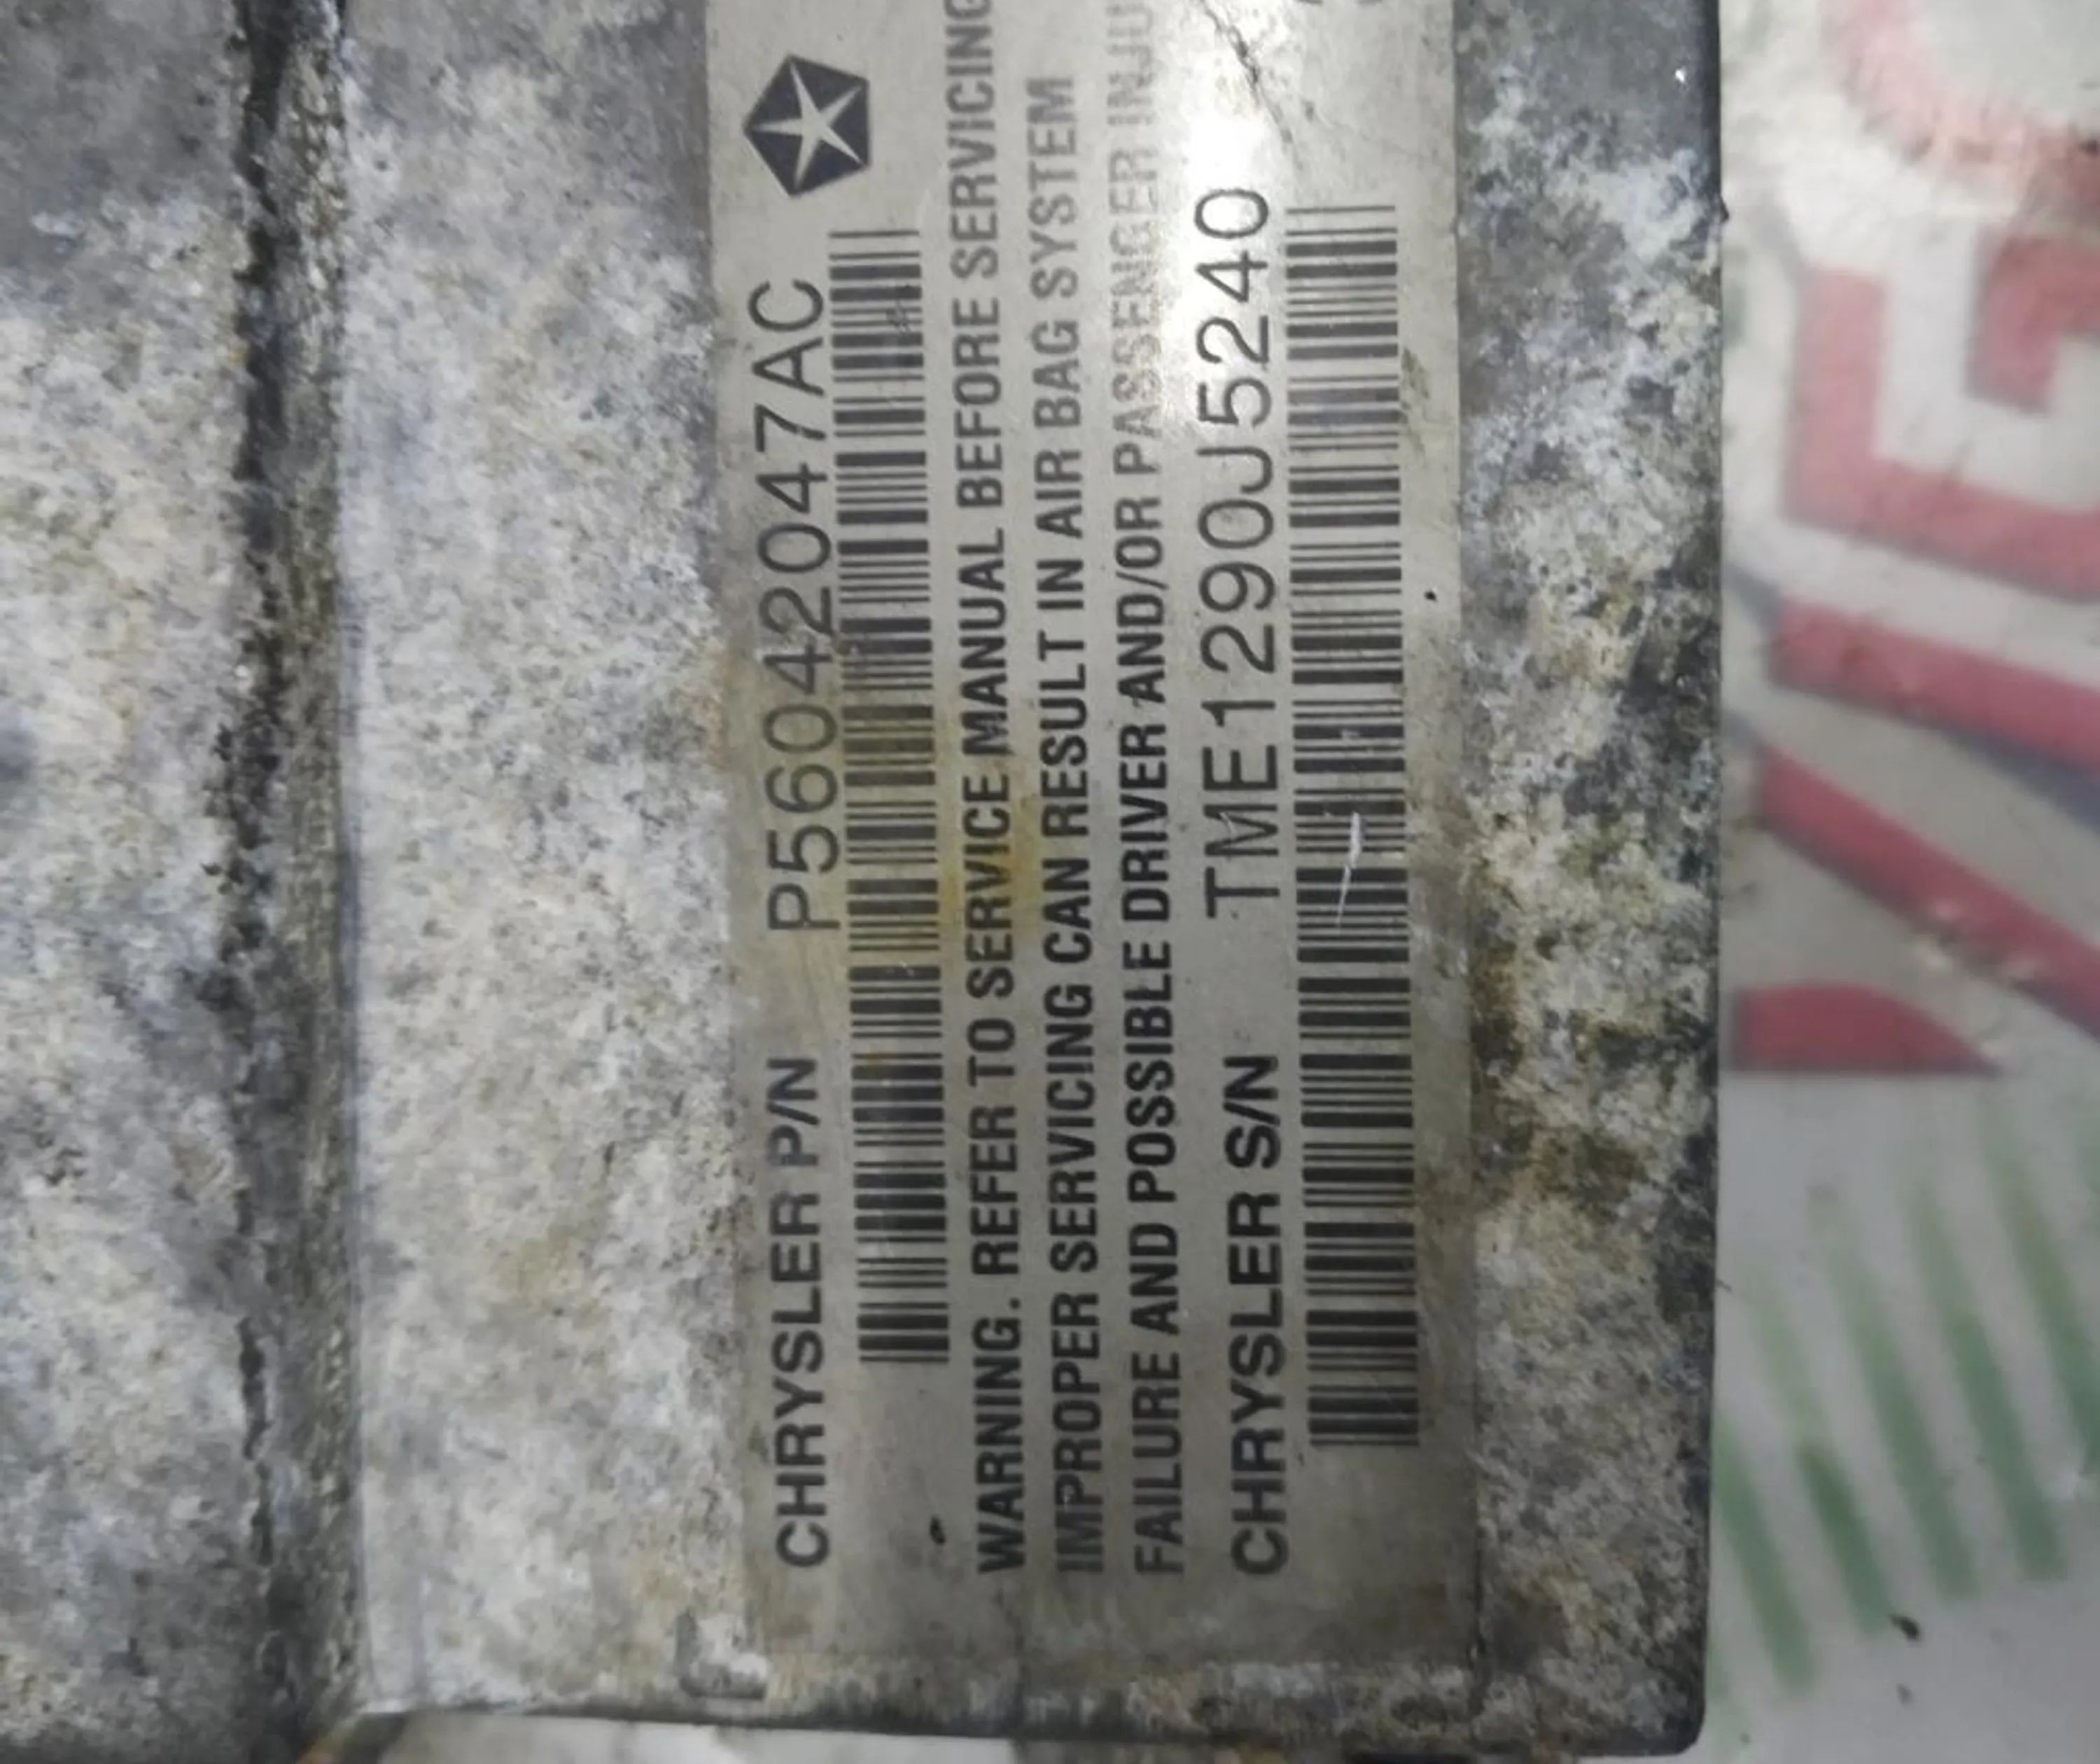 CHRYSLER P/N P56042047AC
WARNING. REFER TO SERVICE MANUAL BEFORE SERVICING
IMPROPER SERVICING CAN RESULT IN AIR BAG SYSTEM
FAILURE AND POSSIBLE DRIVER AND/OR PASSENGER INJU
CHRYSLER S/N TME1290J5240